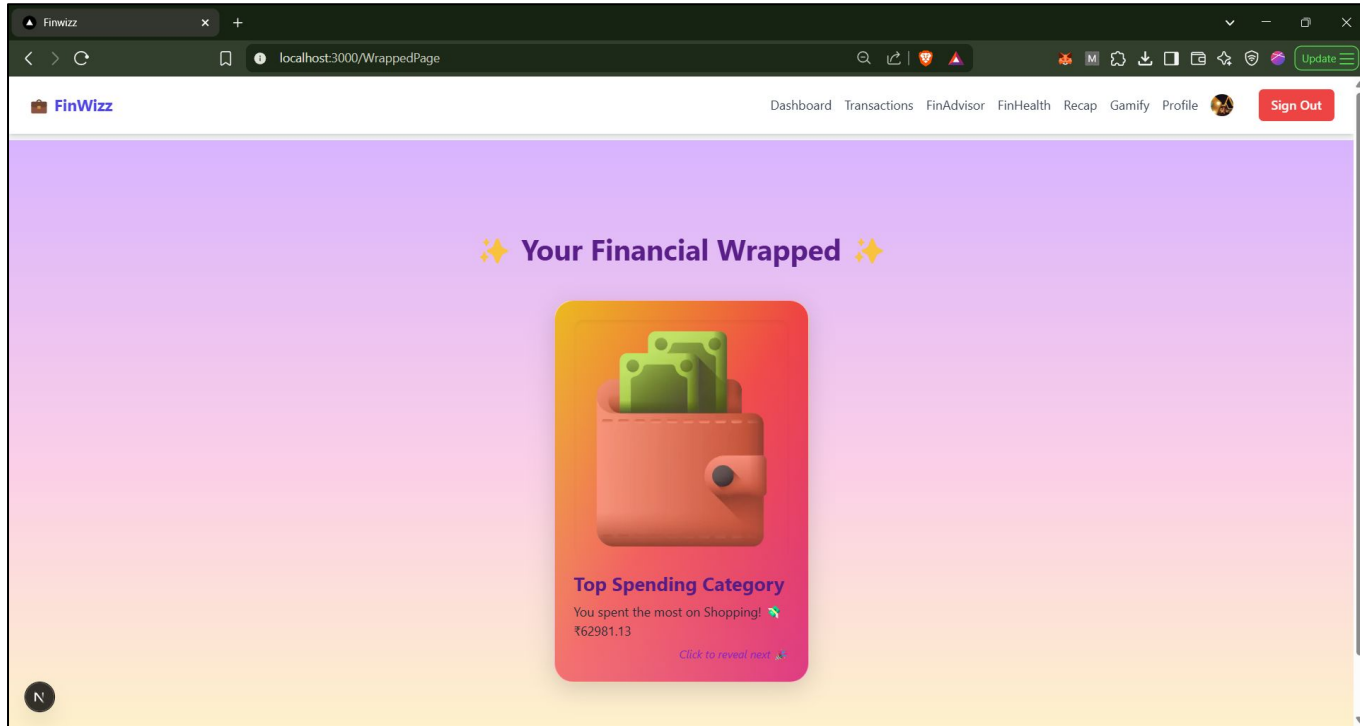 Finwizz
localhost:3000/WrappedPage
M
Update
💼 FinWizz
Dashboard Transactions FinAdvisor FinHealth Recap Gamify Profile Sign Out
✨ Your Financial Wrapped ✨
Top Spending Category
You spent the most on Shopping! 💸
₹62981.13
Click to reveal next 🎉
N